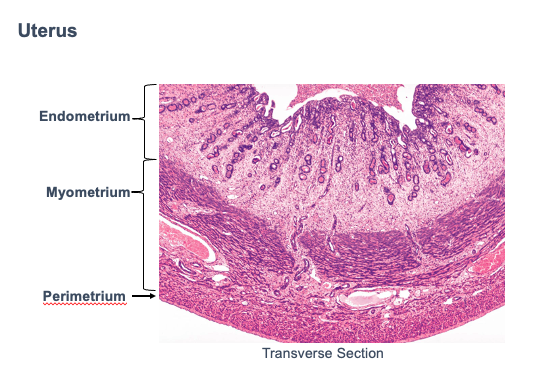 Uterus
Endometrium
Myometrium
Perimetrium
Transverse Section